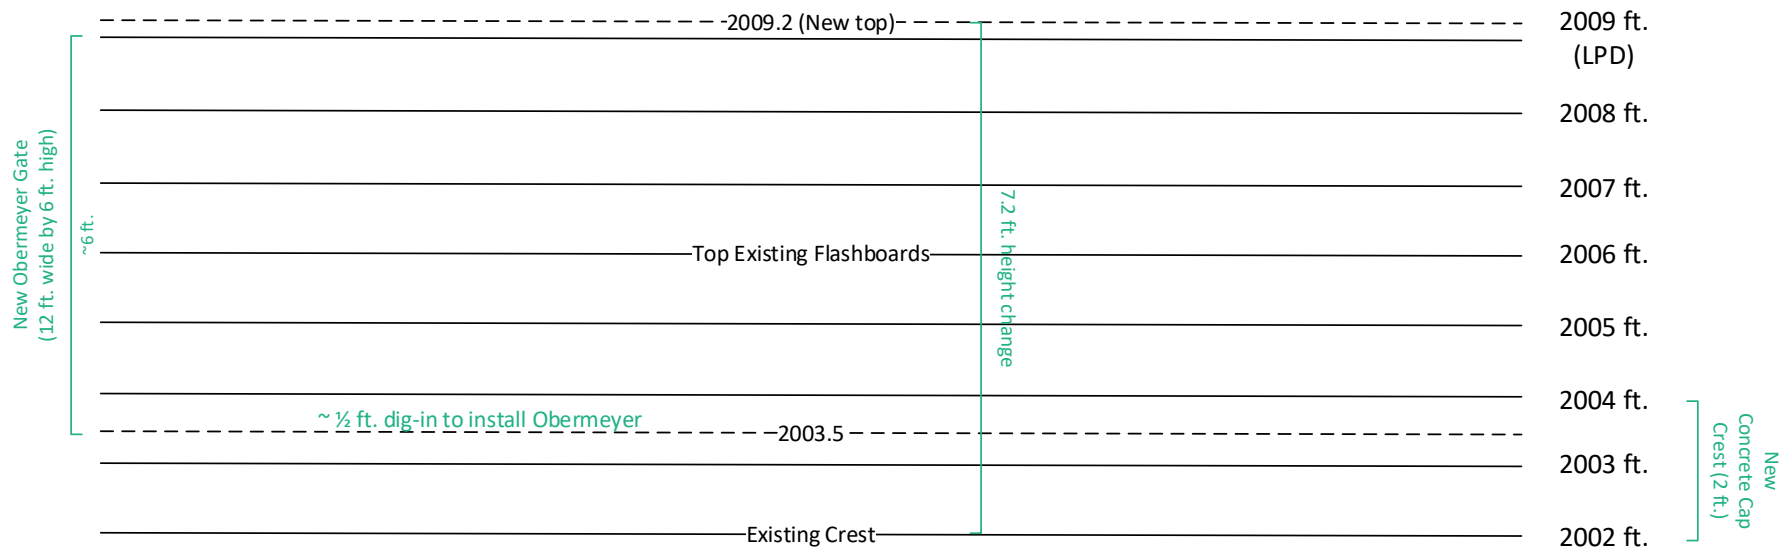 2009.2 (New top)
2009 ft.
(LPD)
2008 ft.
New Obermeyer Gate
(12 ft. wide by 6 ft. high)
~6 ft.
2007 ft.
7.2 ft. height change
Top Existing Flashboards
2006 ft.
2005 ft.
2004 ft.
~ ½ ft. dig-in to install Obermeyer
2003.5
2003 ft.
New
Concrete Cap
Crest (2 ft.)
Existing Crest
2002 ft.